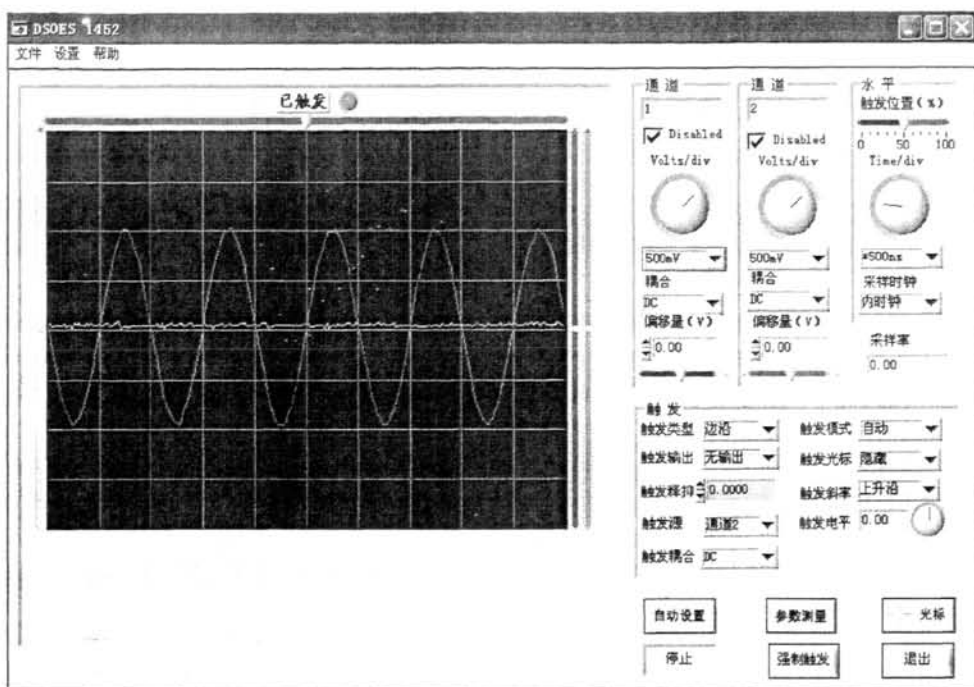 DSOES 1452
文件 设置 帮助
已触发
通道
1
Disabled
Volts/div
500mV
耦合
DC
偏移量(V)
0.00
通道
2
Disabled
Volts/div
500mV
耦合
DC
偏移量(V)
0.00
水平
触发位置(%)
0 50 100
Time/div
*500ns
采样时钟
内时钟
采样率
0.00
触发
触发类型 边沿
触发模式 自动
触发输出 无输出
触发光标 隐藏
触发释抑 0.0000
触发斜率 上升沿
触发源 通道2
触发电平 0.00
触发耦合 DC
自动设置
参数测量
光标
停止
强制触发
退出